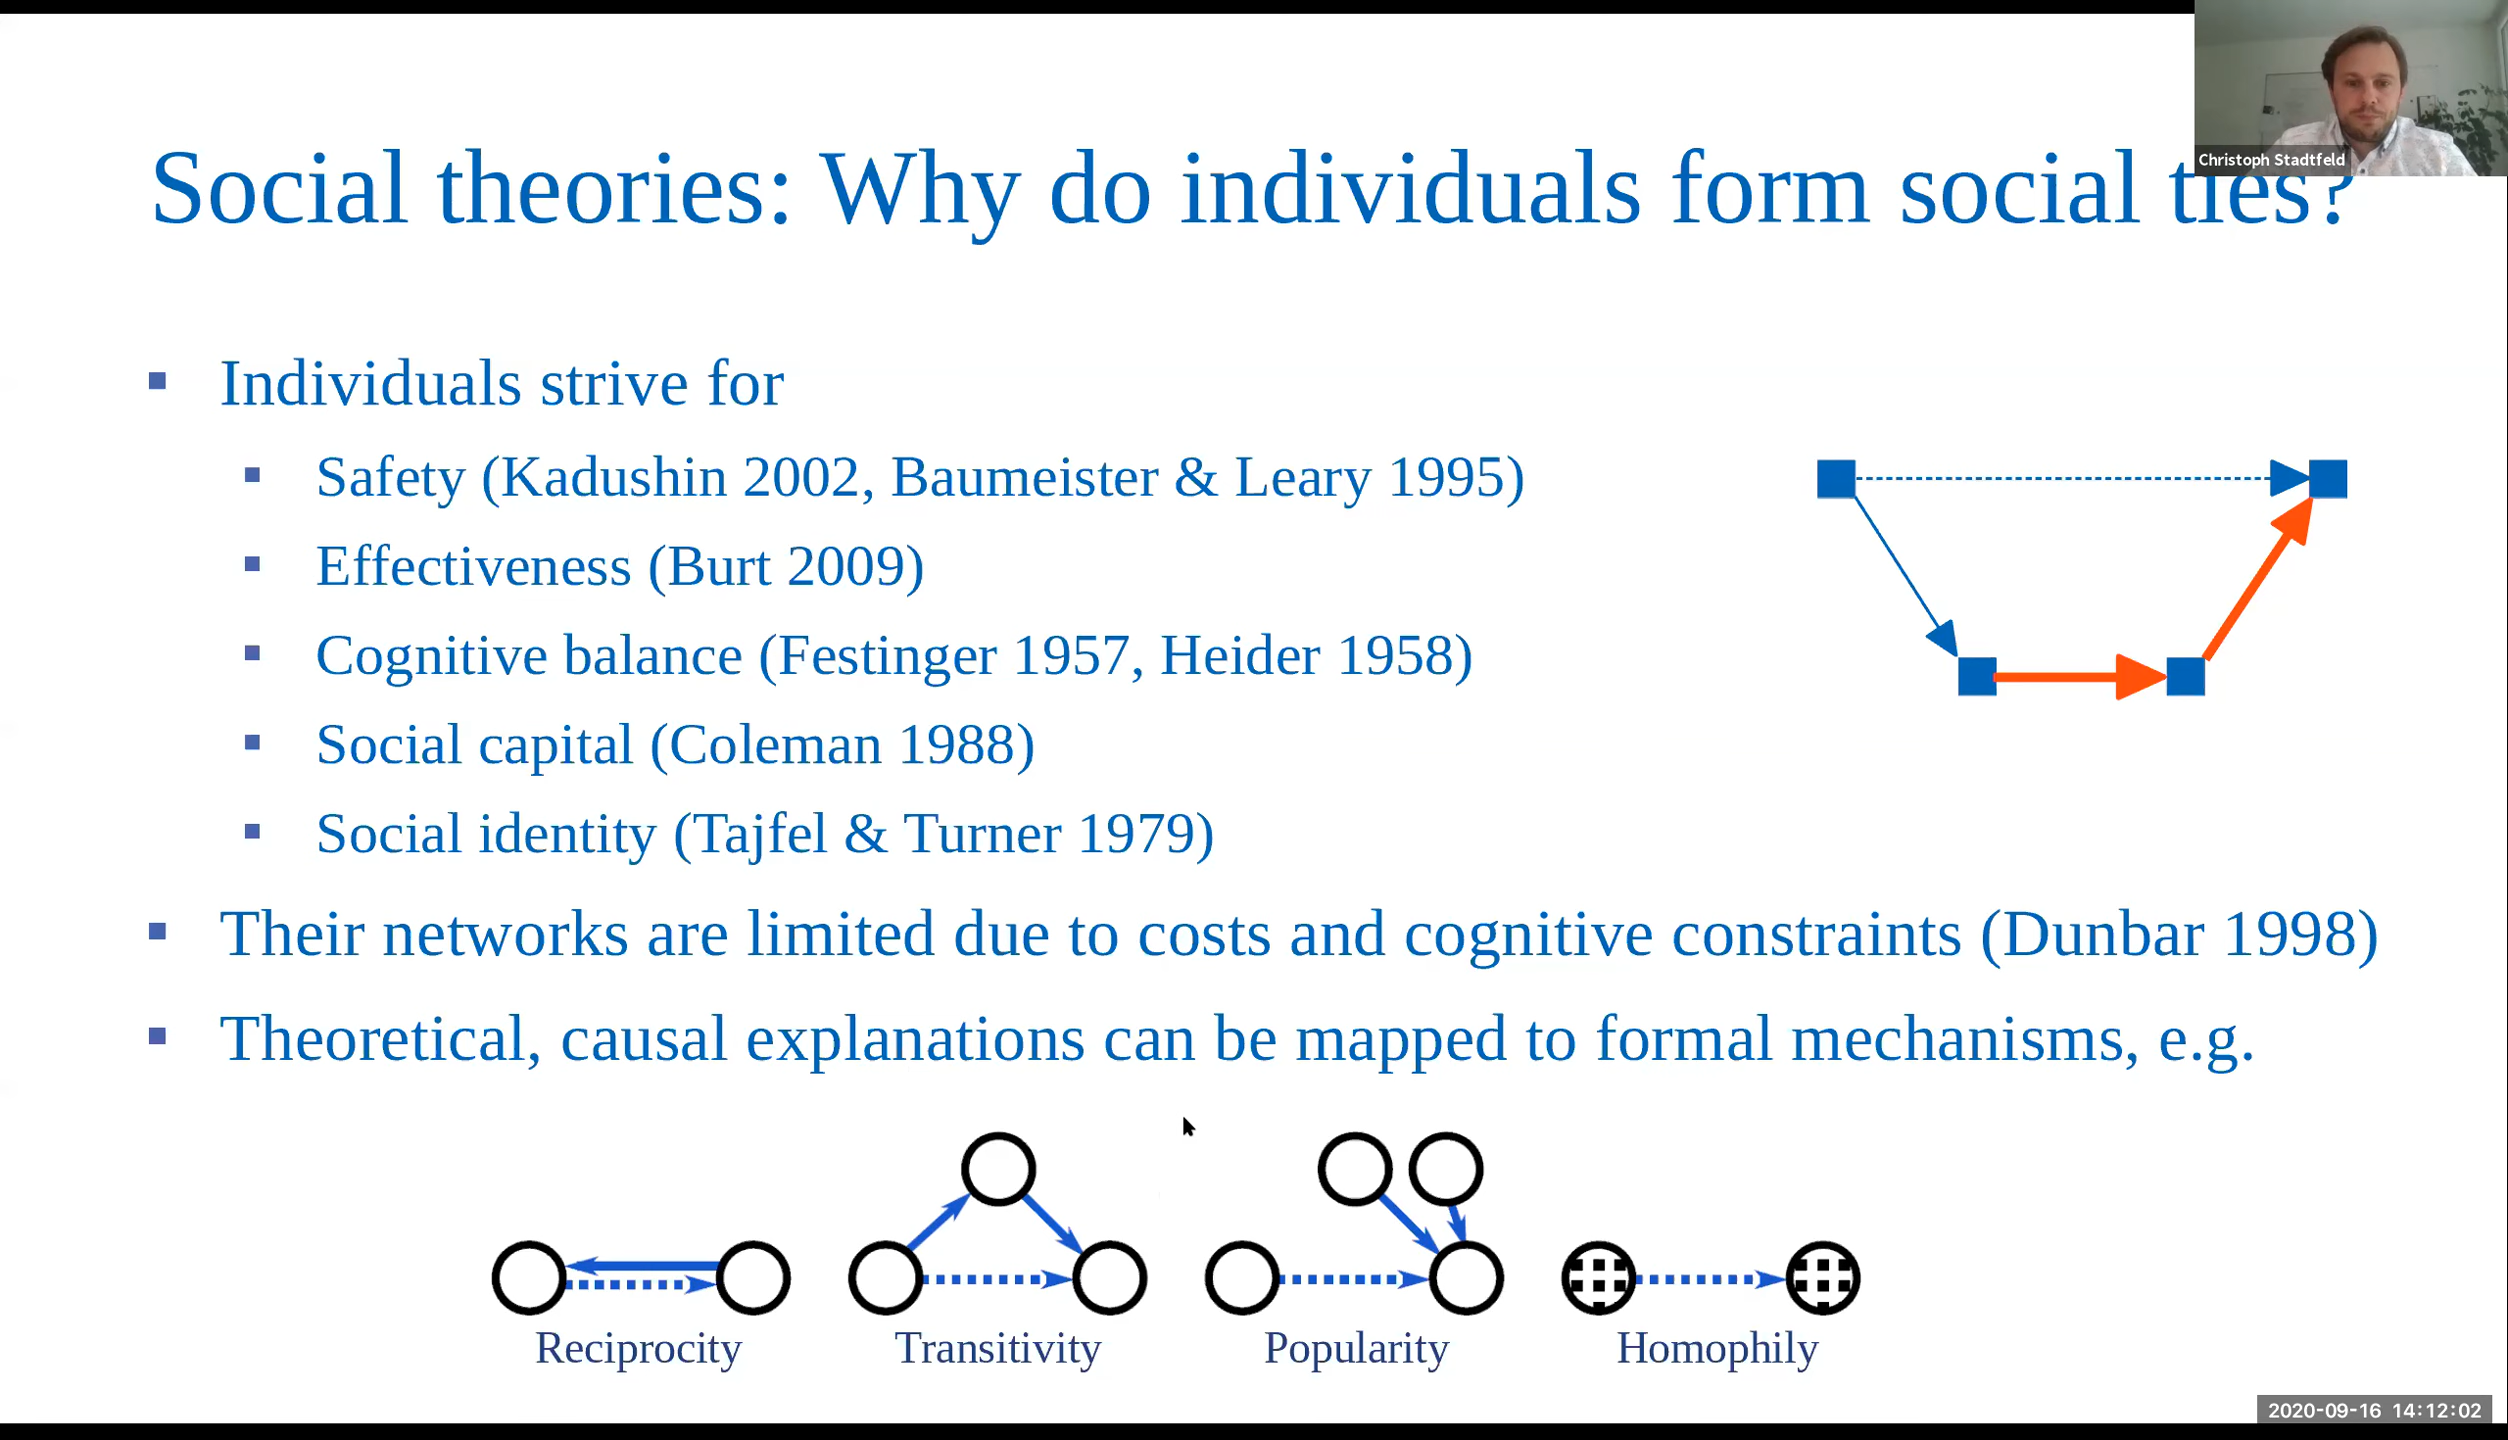 Christoph Stadtfeld
Social theories: Why do individuals form social ties?
Individuals strive for
Safety (Kadushin 2002, Baumeister & Leary 1995)
Effectiveness (Burt 2009)
Cognitive balance (Festinger 1957, Heider 1958)
Social capital (Coleman 1988)
Social identity (Tajfel & Turner 1979)
Their networks are limited due to costs and cognitive constraints (Dunbar 1998)
Theoretical, causal explanations can be mapped to formal mechanisms, e.g.
Reciprocity
Transitivity
Popularity
Homophily
2020-09-16 14:12:02